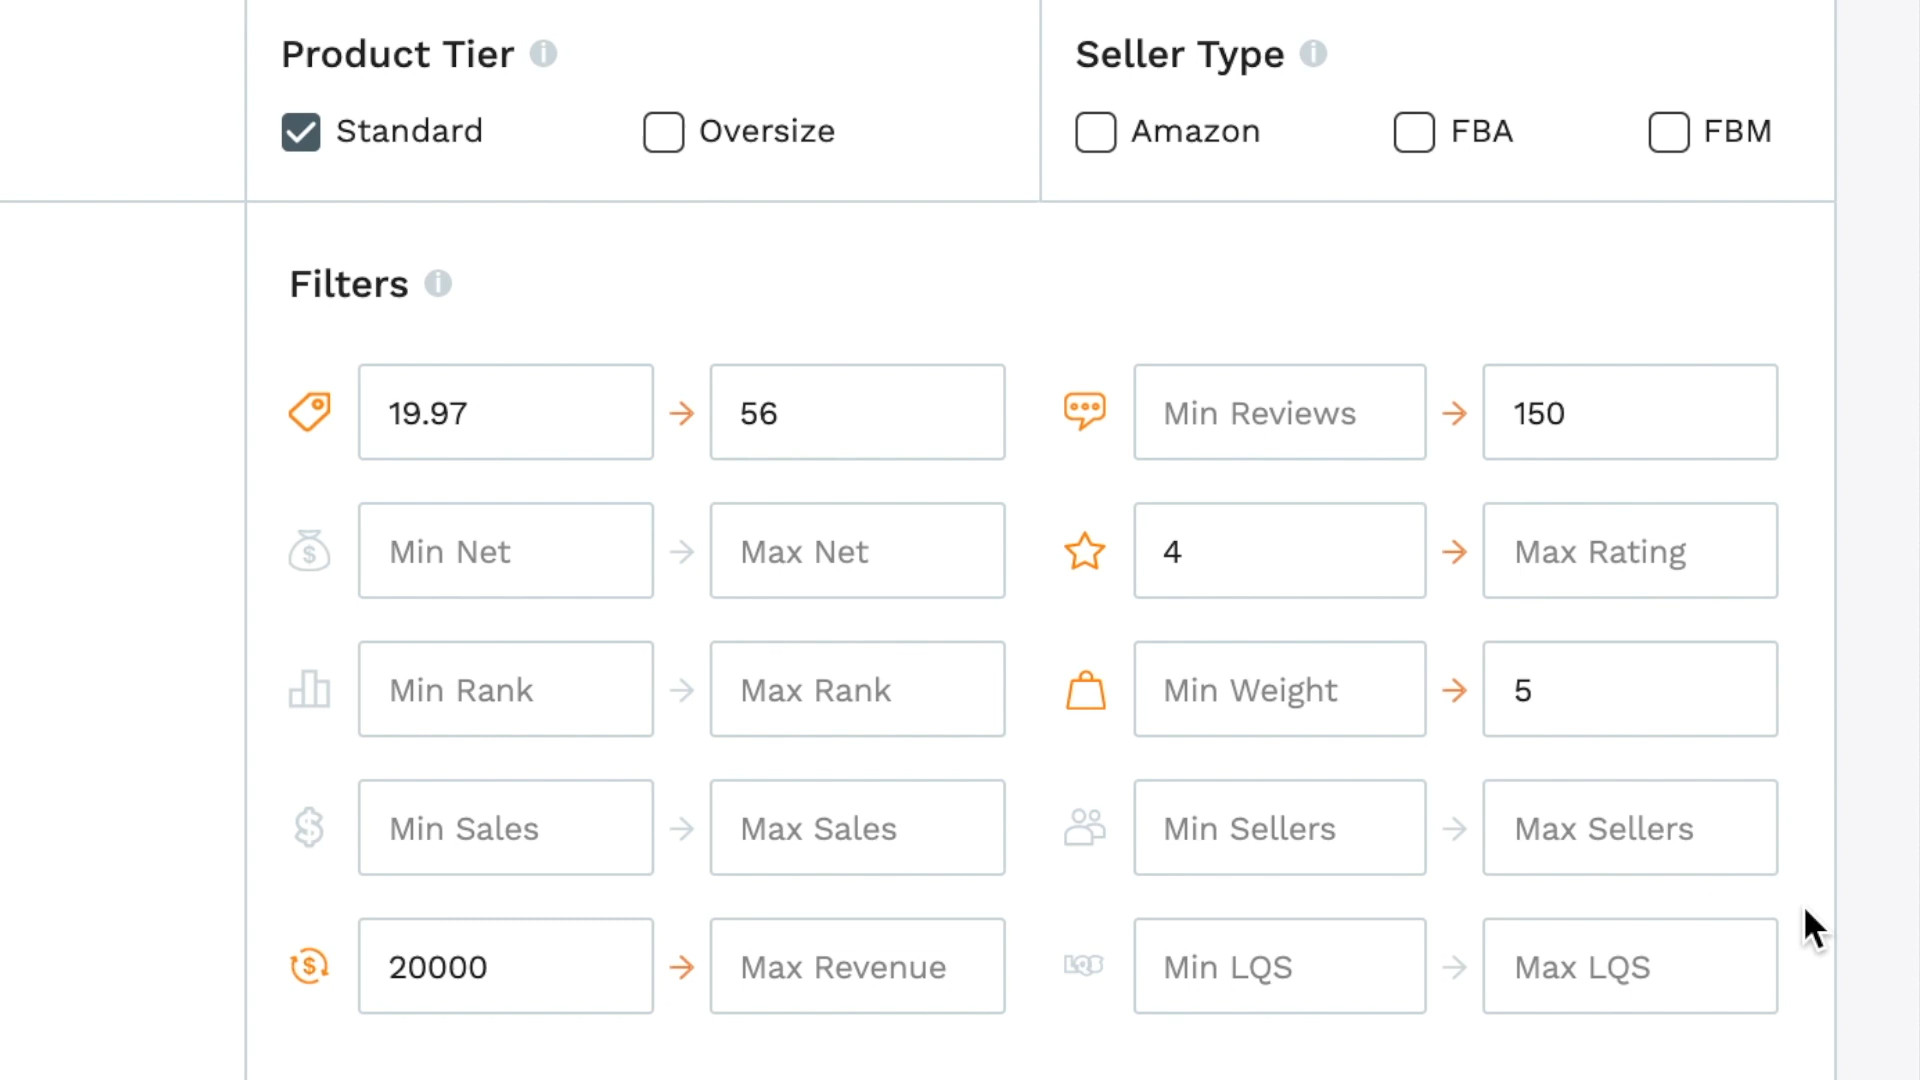 Product Tier
Seller Type
Standard
Oversize
Amazon
FBA
FBM
Filters
19.97
56
Min Reviews
150
Min Net
Max Net
4
Max Rating
Min Rank
Max Rank
Min Weight
5
Min Sales
Max Sales
Min Sellers
Max Sellers
20000
Max Revenue
LQS
Min LQS
Max LQS